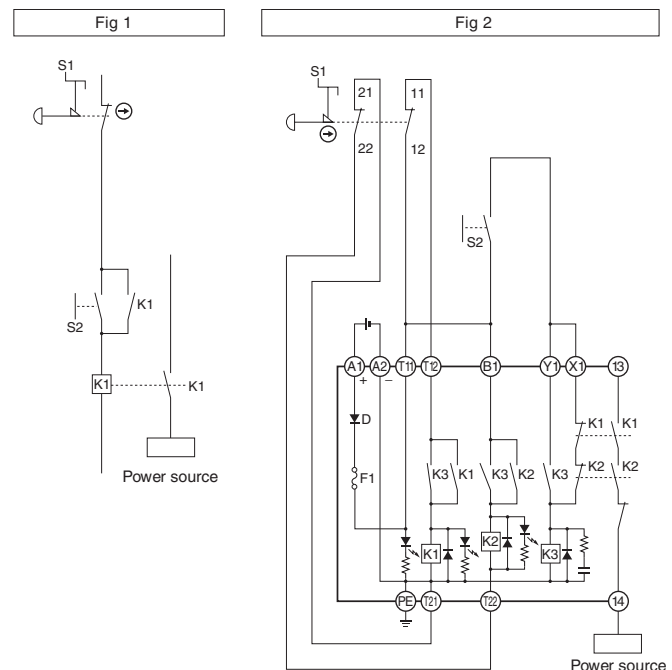 Fig 1
Fig 2
S1
S2
K1
K1
K1
Power source
S1
21
11
22
12
S2
A1
A2
T11
T12
B1
Y1
X1
13
+
−
D
F1
K3
K1
K3
K2
K3
K1
K1
K2
K2
K1
K2
K3
PE
T21
T22
14
Power source